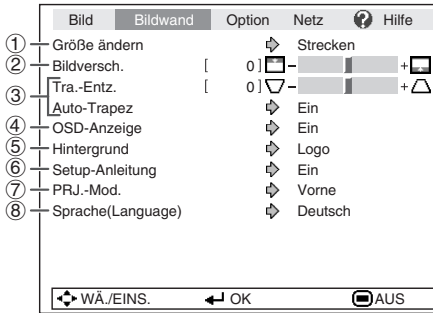 Bild Bildwand Option Netz ? Hilfe
① Größe ändern Strecken
② Bildversch. [ 0 ] - +
③ Tra.-Entz. [ 0 ] - +
Auto-Trapez Ein
④ OSD-Anzeige Ein
⑤ Hintergrund Logo
⑥ Setup-Anleitung Ein
⑦ PRJ.-Mod. Vorne
⑧ Sprache(Language) Deutsch
WÄ./EINS. OK AUS